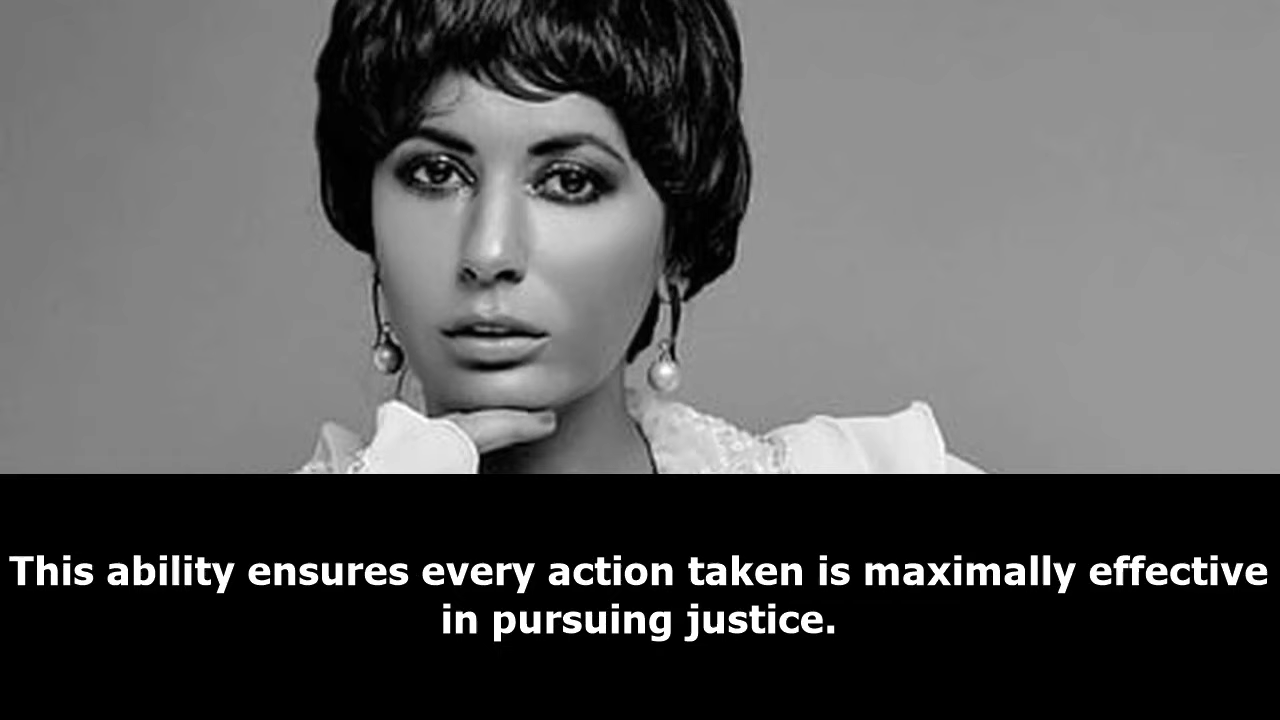 This ability ensures every action taken is maximally effective
in pursuing justice.